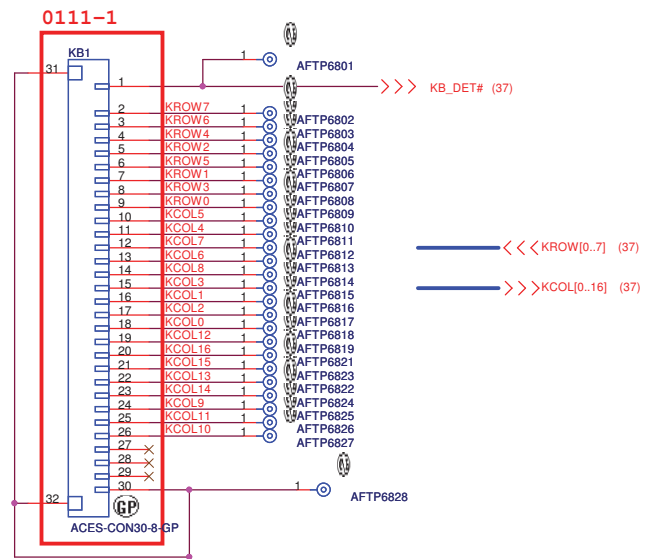 0111-1
KB1
31
1 1 AFTP6801
KB_DET# (37)
2 KROW7 1 AFTP6802
3 KROW6 1 AFTP6803
4 KROW4 1 AFTP6804
5 KROW2 1 AFTP6805
6 KROW5 1 AFTP6806
7 KROW1 1 AFTP6807
8 KROW3 1 AFTP6808
9 KROW0 1 AFTP6809
10 KCOL5 1 AFTP6810
11 KCOL4 1 AFTP6811
12 KCOL7 1 AFTP6812
13 KCOL6 1 AFTP6813
14 KCOL8 1 AFTP6814
15 KCOL3 1 AFTP6815
16 KCOL1 1 AFTP6816
17 KCOL2 1 AFTP6817
18 KCOL0 1 AFTP6818
19 KCOL12 1 AFTP6819
20 KCOL16 1 AFTP6821
21 KCOL15 1 AFTP6823
22 KCOL13 1 AFTP6822
23 KCOL14 1 AFTP6824
24 KCOL9 1 AFTP6825
25 KCOL11 1 AFTP6826
26 KCOL10 1 AFTP6827
27
28
29
30 1 AFTP6828
32
GP
ACES-CON30-8-GP
KROW[0..7] (37)
KCOL[0..16] (37)